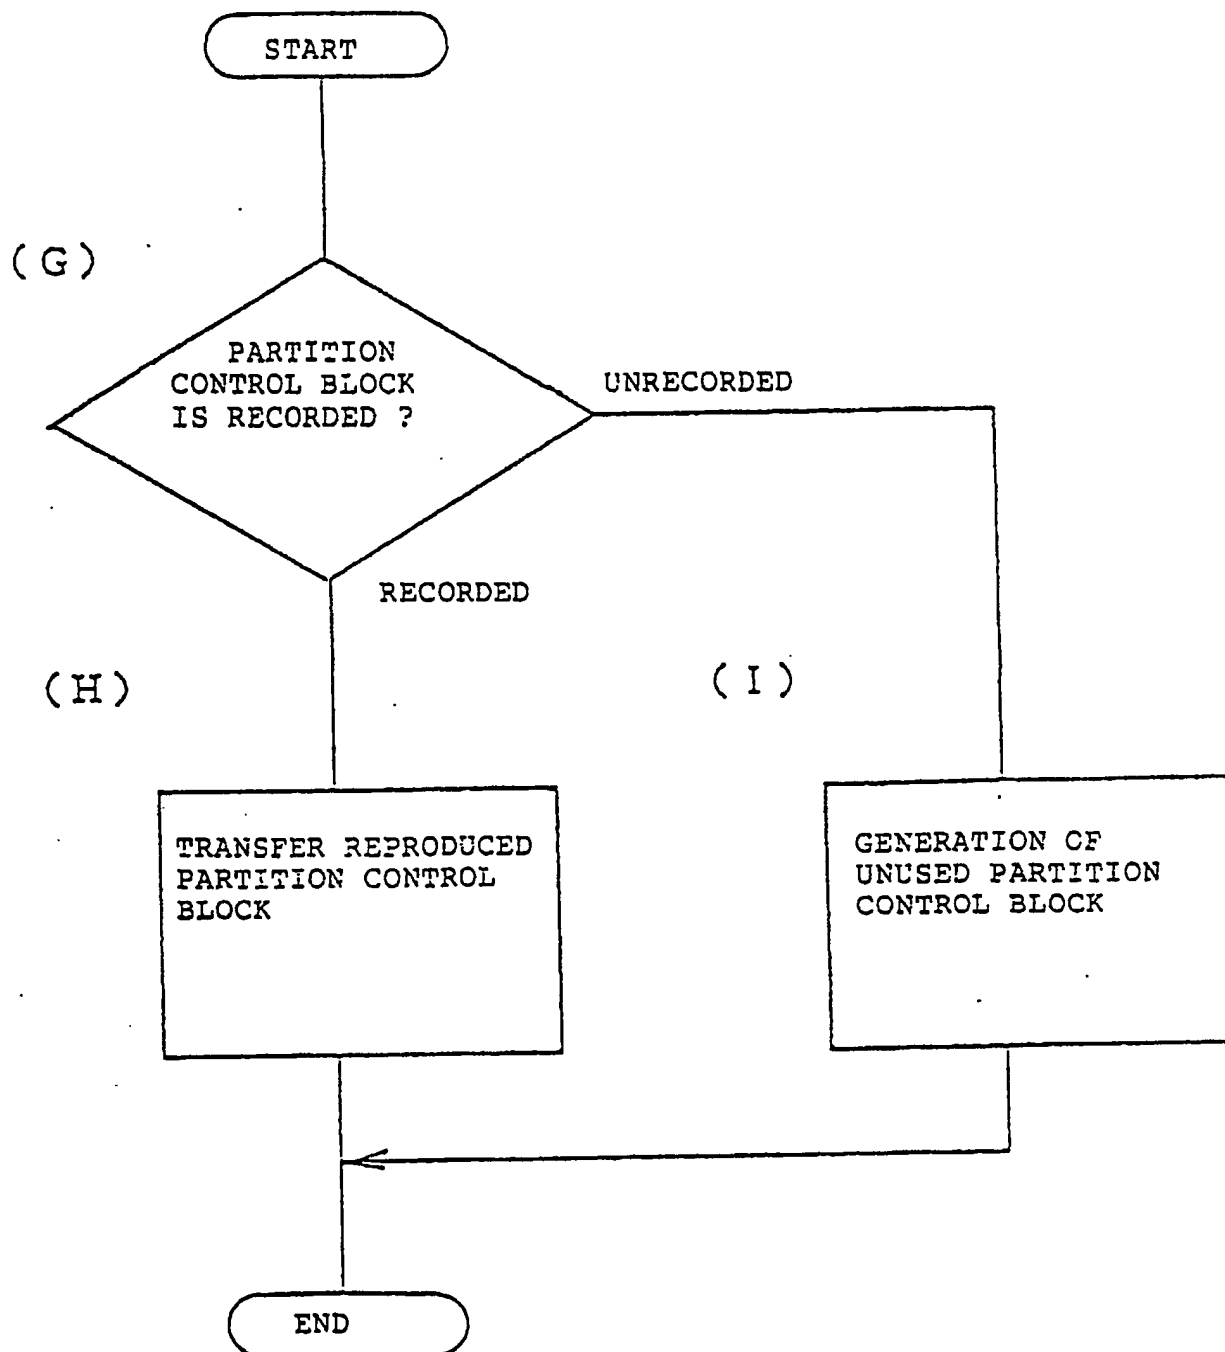 START
(G)
PARTITION
CONTROL BLOCK
IS RECORDED ?
UNRECORDED
RECORDED
(H)
(I)
TRANSFER REPRODUCED
PARTITION CONTROL
BLOCK
GENERATION OF
UNUSED PARTITION
CONTROL BLOCK
END